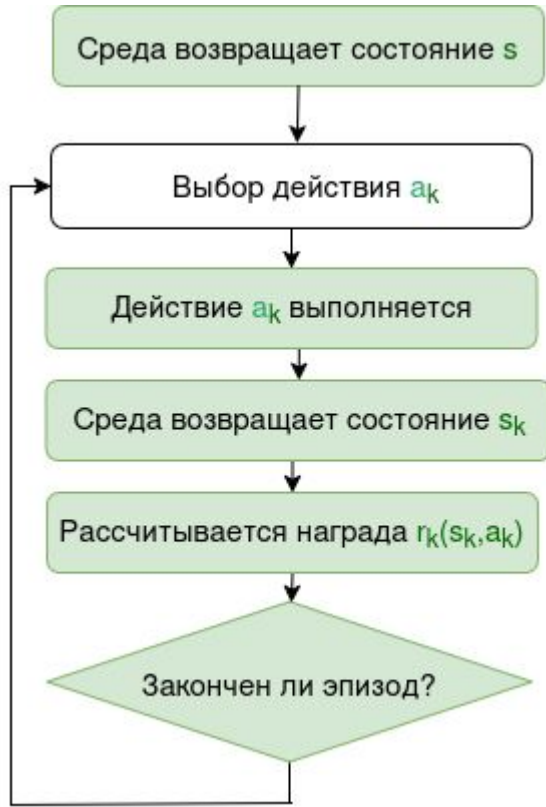 Среда возвращает состояние s
Выбор действия aₖ
Действие aₖ выполняется
Среда возвращает состояние sₖ
Рассчитывается награда rₖ(sₖ,aₖ)
Закончен ли эпизод?